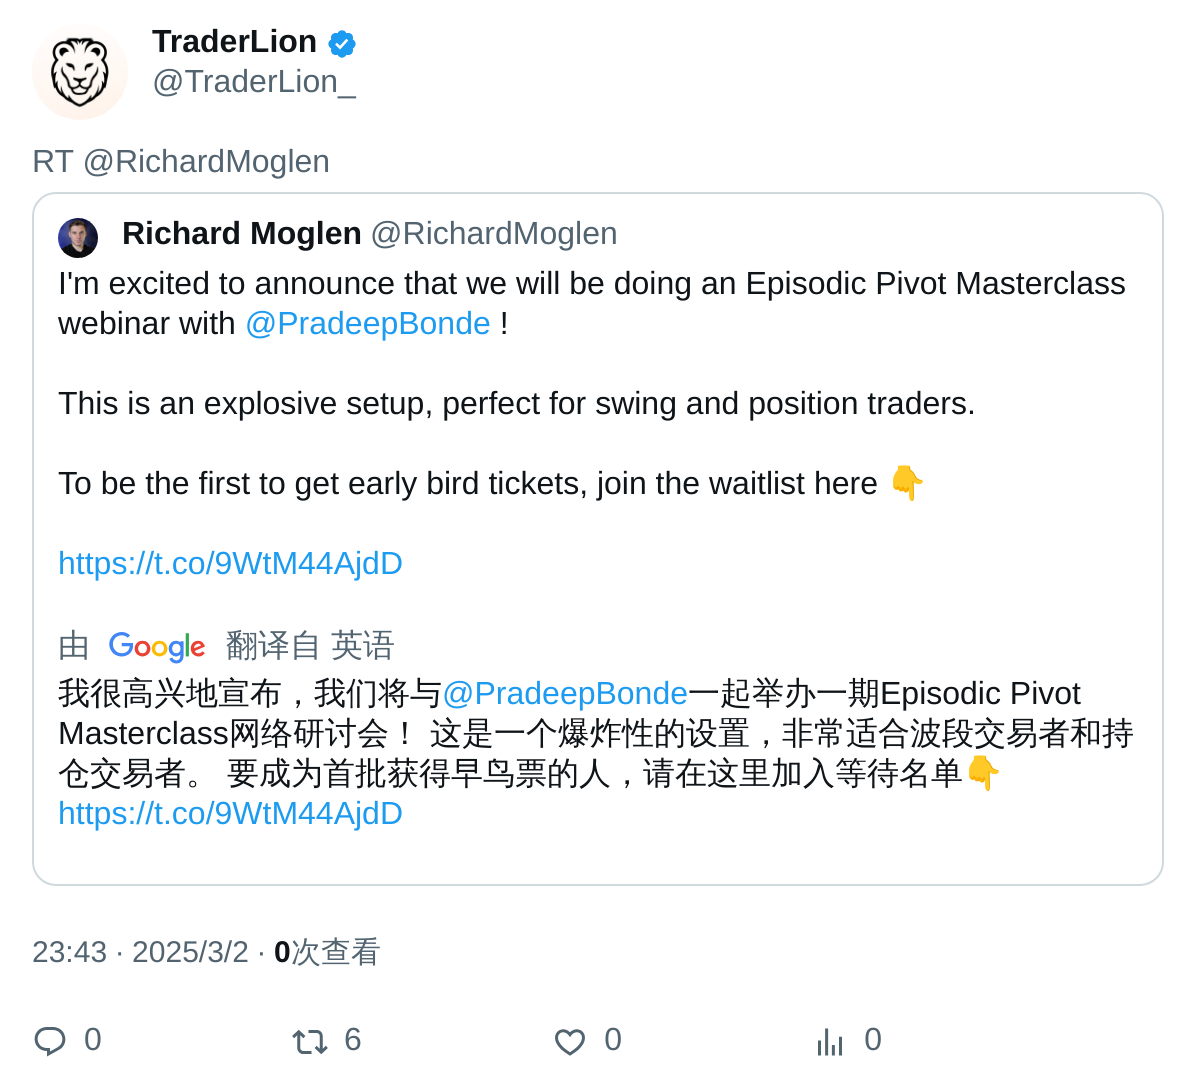 TraderLion
@TraderLion_
RT @RichardMoglen
Richard Moglen @RichardMoglen
I'm excited to announce that we will be doing an Episodic Pivot Masterclass
webinar with @PradeepBonde !
This is an explosive setup, perfect for swing and position traders.
To be the first to get early bird tickets, join the waitlist here 👇
https://t.co/9WtM44AjdD
由 Google 翻译自 英语
我很高兴地宣布，我们将与@PradeepBonde一起举办一期Episodic Pivot
Masterclass网络研讨会！ 这是一个爆炸性的设置，非常适合波段交易者和持
仓交易者。 要成为首批获得早鸟票的人，请在这里加入等待名单👇
https://t.co/9WtM44AjdD
23:43 · 2025/3/2 · 0次查看
0 6 0 0